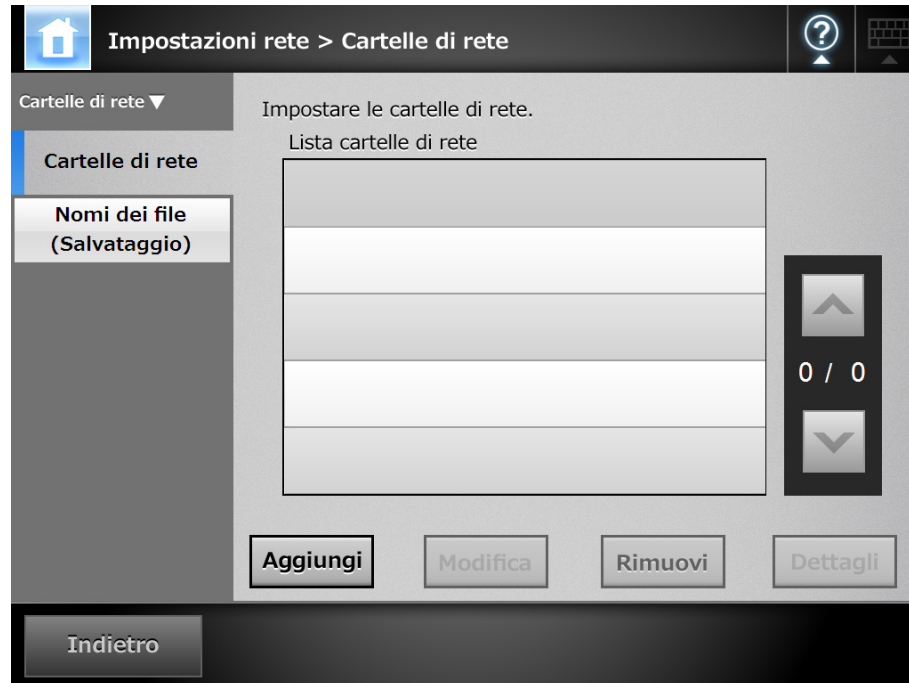 Impostazioni rete > Cartelle di rete
?
Cartelle di rete ▼
Cartelle di rete
Nomi dei file
(Salvataggio)
Impostare le cartelle di rete.
Lista cartelle di rete
0 / 0
Aggiungi
Modifica
Rimuovi
Dettagli
Indietro